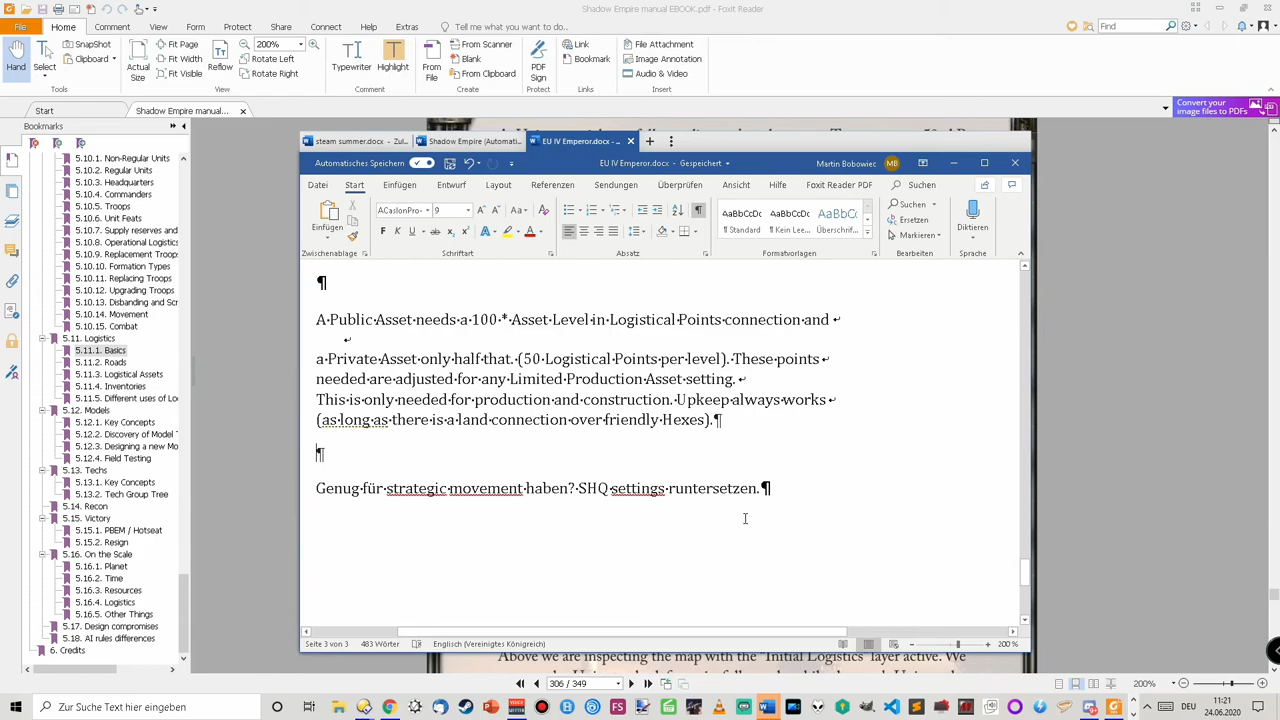 Shadow Empire manual EBOOK.pdf - Foxit Reader
File Home Comment View Form Protect Share Connect Help Extras Tell me what you want to do... Find
Hand Select SnapShot Clipboard Actual Size Fit Page Fit Width Fit Visible Reflow 200% Rotate Left Rotate Right Typewriter Highlight From File From Scanner Blank From Clipboard PDF Sign Link Bookmark File Attachment Image Annotation Audio & Video
Tools View Comment Create Protect Links Insert
Start Shadow Empire manual... Convert your image files to PDFs
Bookmarks
5.10.1. Non-Regular Units
5.10.2. Regular Units
5.10.3. Headquarters
5.10.4. Commanders
5.10.5. Troops
5.10.6. Unit Feats
5.10.7. Supply reserves and
5.10.8. Operational Logistics
5.10.9. Replacement Troops
5.10.10. Formation Types
5.10.11. Replacing Troops
5.10.12. Upgrading Troops
5.10.13. Disbanding and Scr
5.10.14. Movement
5.10.15. Combat
5.11. Logistics
5.11.1. Basics
5.11.2. Roads
5.11.3. Logistical Assets
5.11.4. Inventories
5.11.5. Different uses of Lo
5.12. Models
5.12.1. Key Concepts
5.12.2. Discovery of Model T
5.12.3. Designing a new Mo
5.12.4. Field Testing
5.13. Techs
5.13.1. Key Concepts
5.13.2. Tech Group Tree
5.14. Recon
5.15. Victory
5.15.1. PBEM / Hotseat
5.15.2. Resign
5.16. On the Scale
5.16.1. Planet
5.16.2. Time
5.16.3. Resources
5.16.4. Logistics
5.16.5. Other Things
5.17. Design compromises
5.18. AI rules differences
6. Credits
steam summer.docx - Zul... Shadow Empire (Automati... EU IV Emperor.docx - ...
Automatisches Speichern EU IV Emperor.docx - Gespeichert Martin Bobowiec MB
Datei Start Einfügen Entwurf Layout Referenzen Sendungen Überprüfen Ansicht Hilfe Foxit Reader PDF Suchen
Einfügen ACaslonPro- 9 AaBbCcDc AaBbCcDc AaBbCcD Suchen
¶ Standard ¶ Kein Lee... Überschrif... Ersetzen Markieren Diktieren
Zwischenablage Schriftart Absatz Formatvorlagen Bearbeiten Sprache
¶
A·Public·Asset·needs·a·100·*·Asset·Level·in·Logistical·Points·connection·and·↵
↵
a·Private·Asset·only·half·that.·(50·Logistical·Points·per·level).·These·points·↵
needed·are·adjusted·for·any·Limited·Production·Asset·setting.·↵
This·is·only·needed·for·production·and·construction.·Upkeep·always·works·↵
(as·long·as·there·is·a·land·connection·over·friendly·Hexes).¶
¶
Genug·für·strategic·movement·haben?·SHQ·settings·runtersetzen.¶
Seite 3 von 3 483 Wörter Englisch (Vereinigtes Königreich) 200 %
Above we are inspecting the map with the "Initial Logistics" layer active. We
306 / 349 200%
Zur Suche Text hier eingeben 11:21
24.06.2020